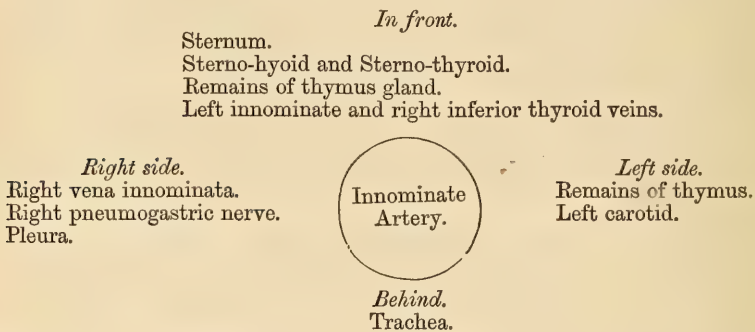 In front.
Sternum.
Sterno-hyoid and Sterno-thyroid.
Remains of thymus gland.
Left innominate and right inferior thyroid veins.
Right side.
Right vena innominata.
Right pneumogastric nerve.
Pleura.
Innominate
Artery.
Left side.
Remains of thymus.
Left carotid.
Behind.
Trachea.